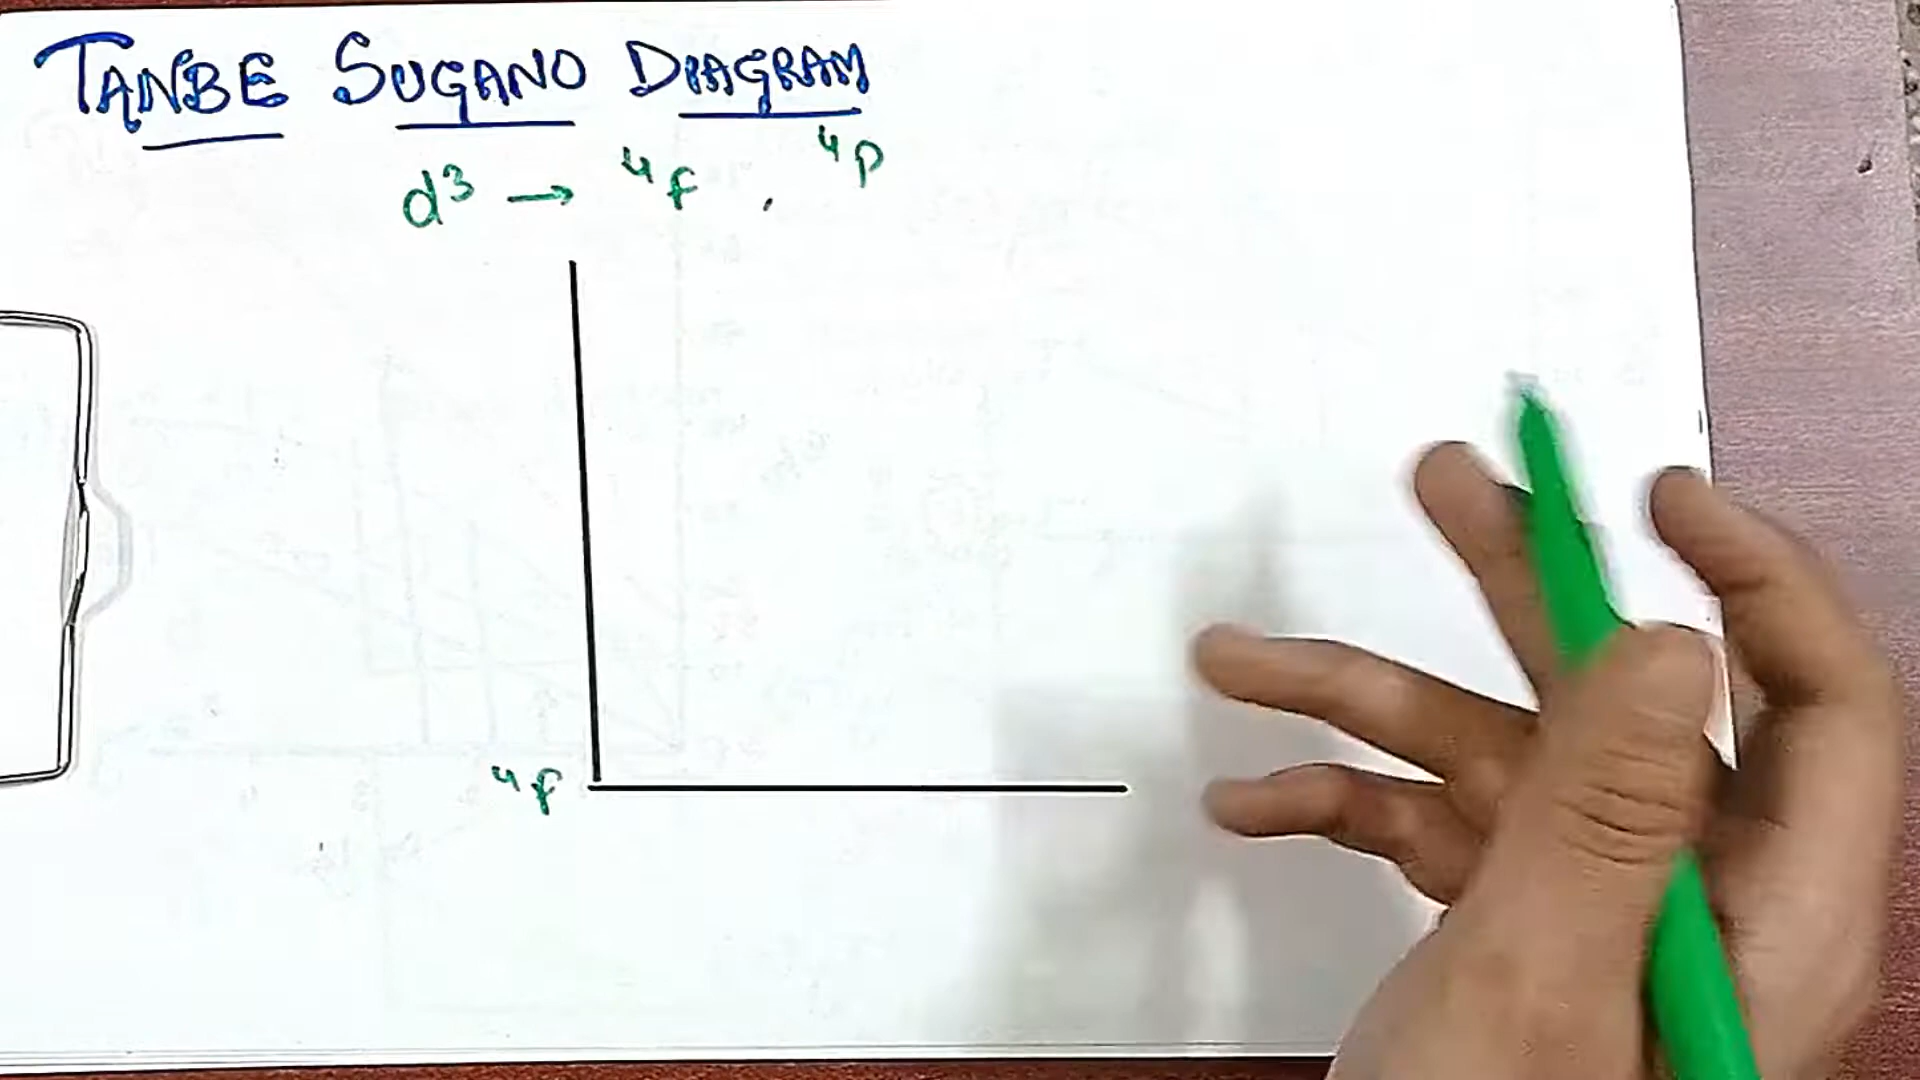 TANBE SUGANO DIAGRAM
d³ → ⁴F , ⁴P
⁴F